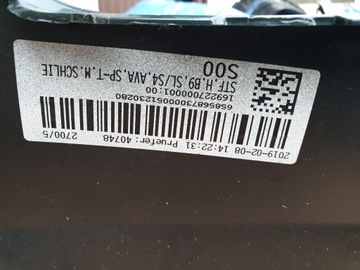 2019-02-08 14:22:31 Pruefer: 40748 2700/5
65856873000051230280
169227000001:00
STF.H.B9,SL/S4,AVA,SP-T.M.SCHLIE
S00